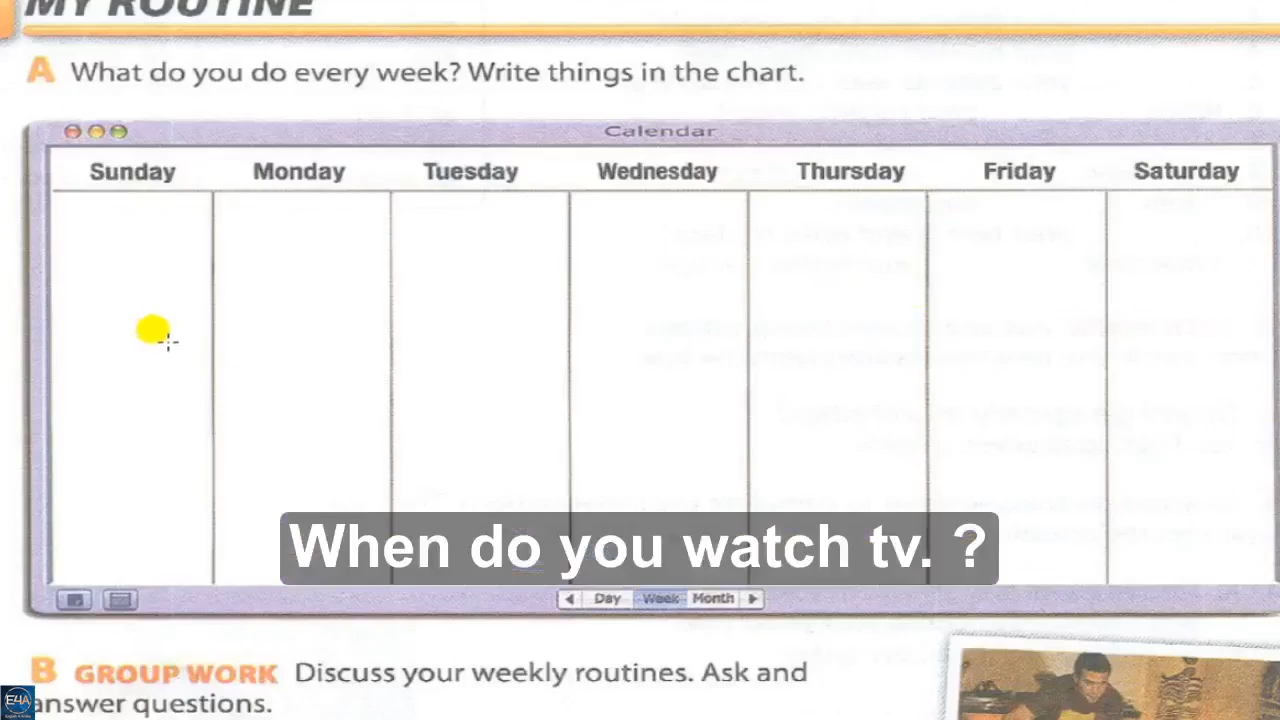 MY ROUTINE
A What do you do every week? Write things in the chart.
Calendar
Sunday Monday Tuesday Wednesday Thursday Friday Saturday
When do you watch tv. ?
Day Week Month
B GROUP WORK Discuss your weekly routines. Ask and
answer questions.
E4A